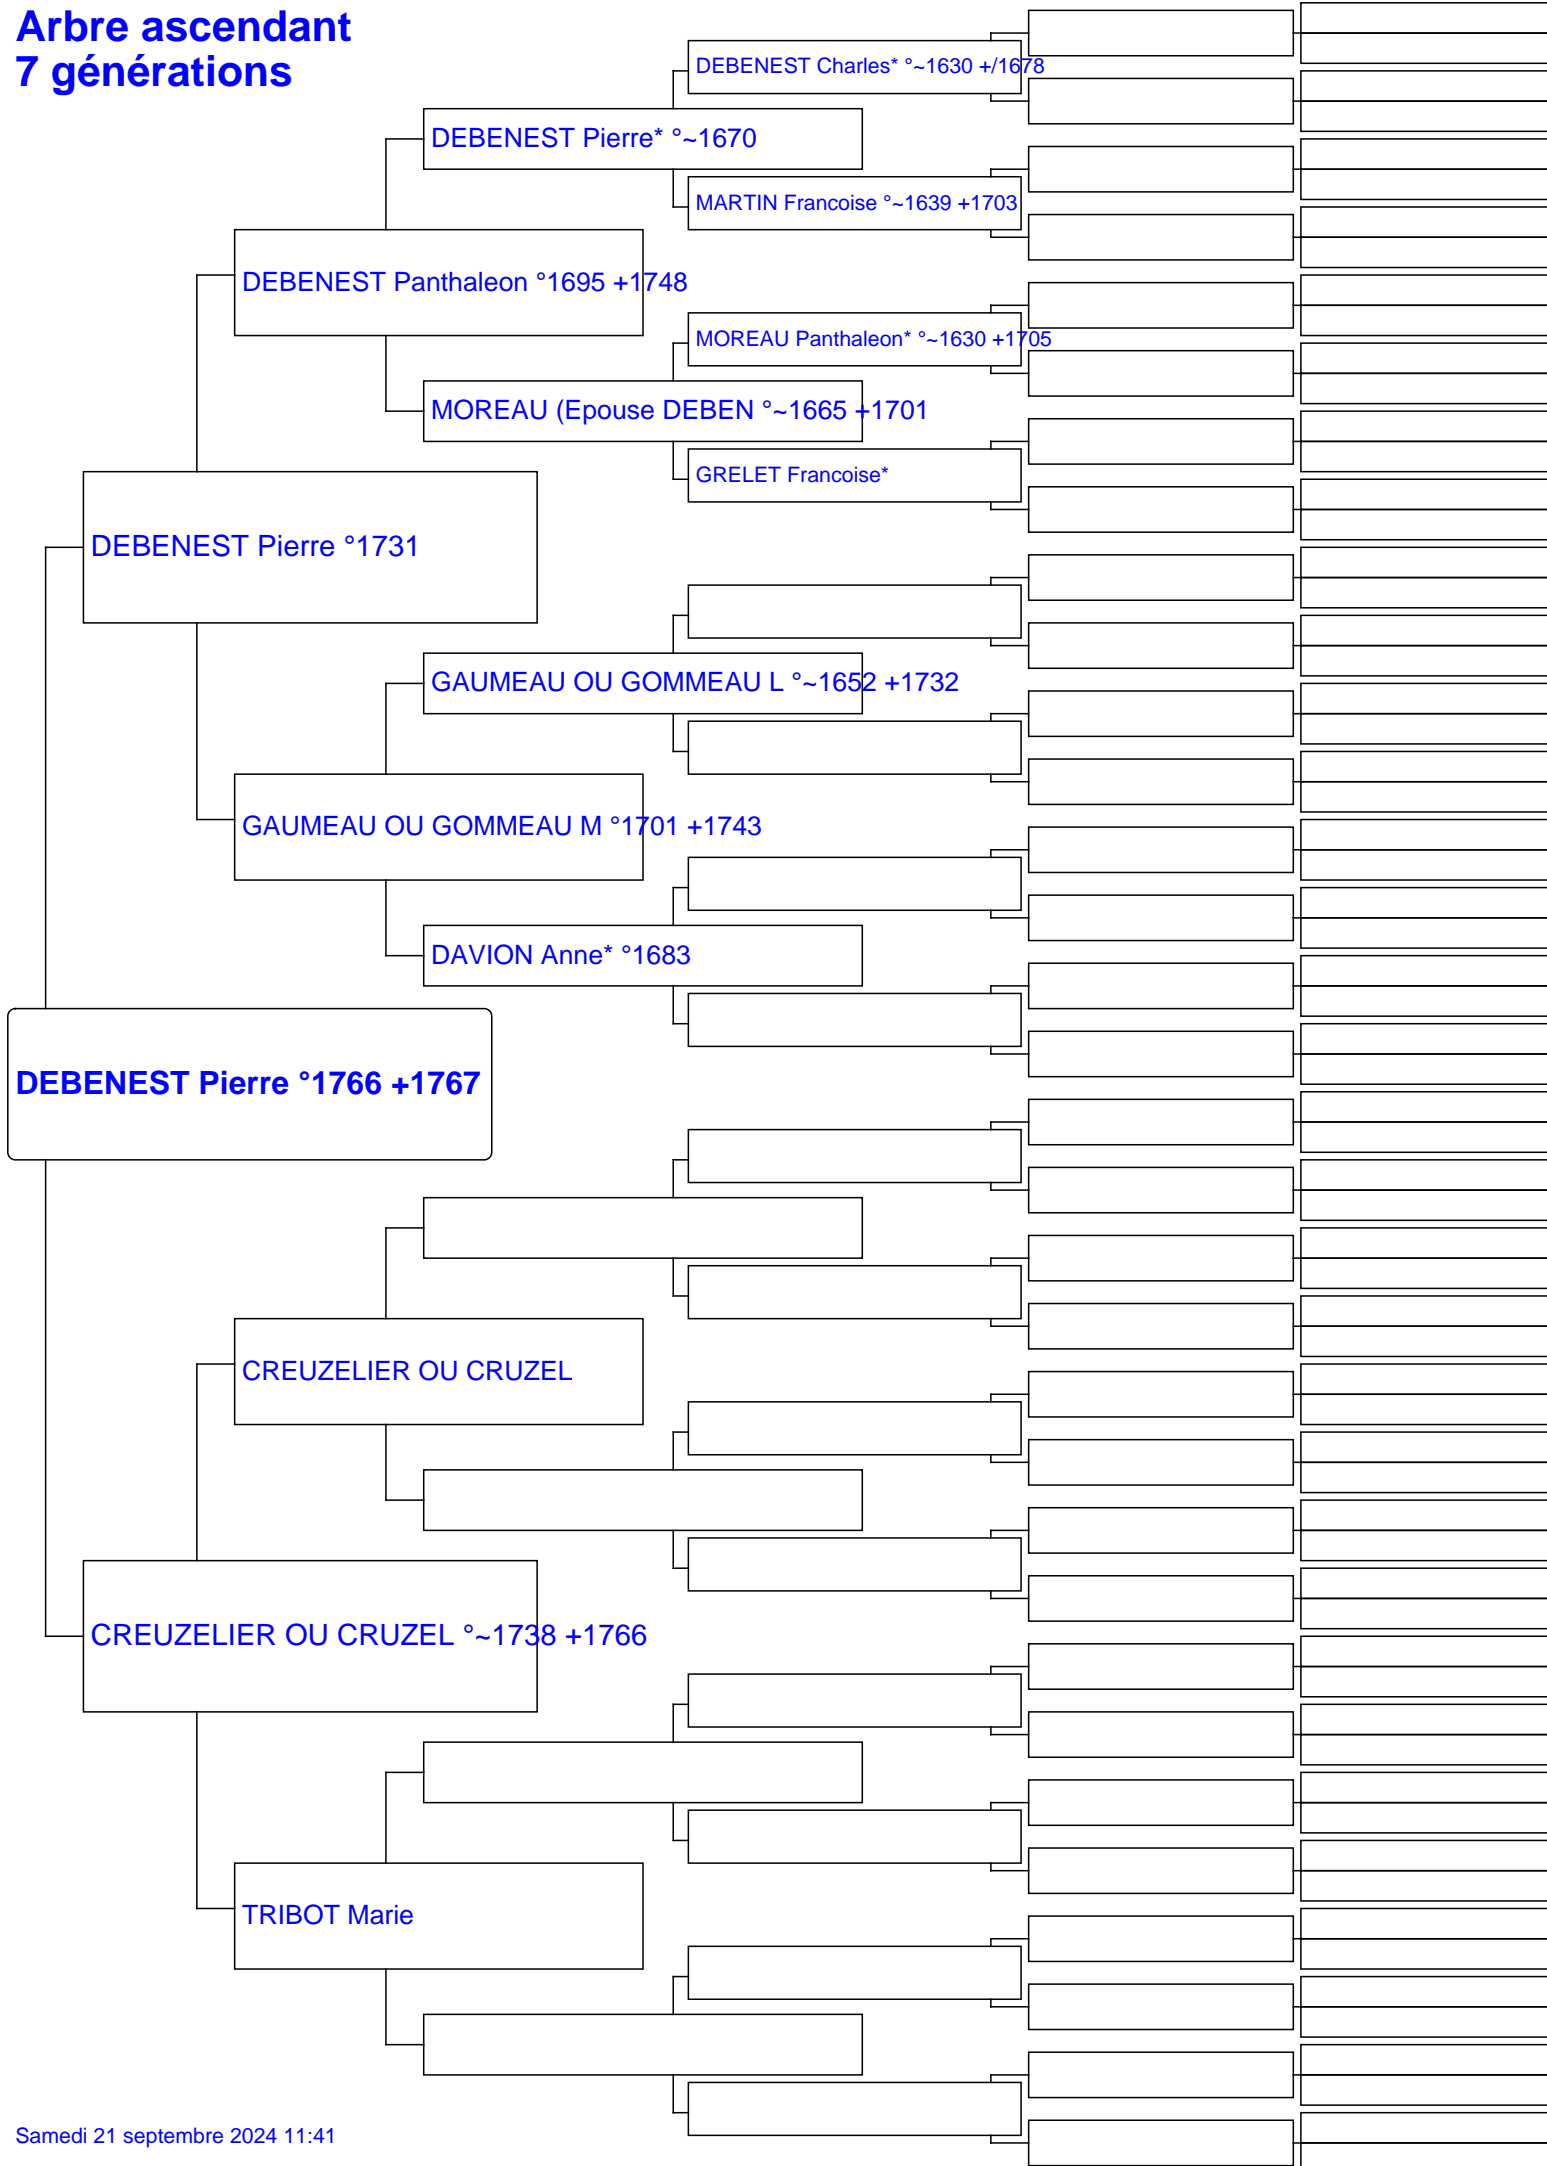 Arbre ascendant
7 générations
DEBENEST Charles* °~1630 +/1678
DEBENEST Pierre* °~1670
MARTIN Francoise °~1639 +1703
DEBENEST Panthaleon °1695 +1748
MOREAU Panthaleon* °~1630 +1705
MOREAU (Epouse DEBEN °~1665 +1701
GRELET Francoise*
DEBENEST Pierre °1731
GAUMEAU OU GOMMEAU L °~1652 +1732
GAUMEAU OU GOMMEAU M °1701 +1743
DAVION Anne* °1683
DEBENEST Pierre °1766 +1767
CREUZELIER OU CRUZEL
CREUZELIER OU CRUZEL °~1738 +1766
TRIBOT Marie
Samedi 21 septembre 2024 11:41